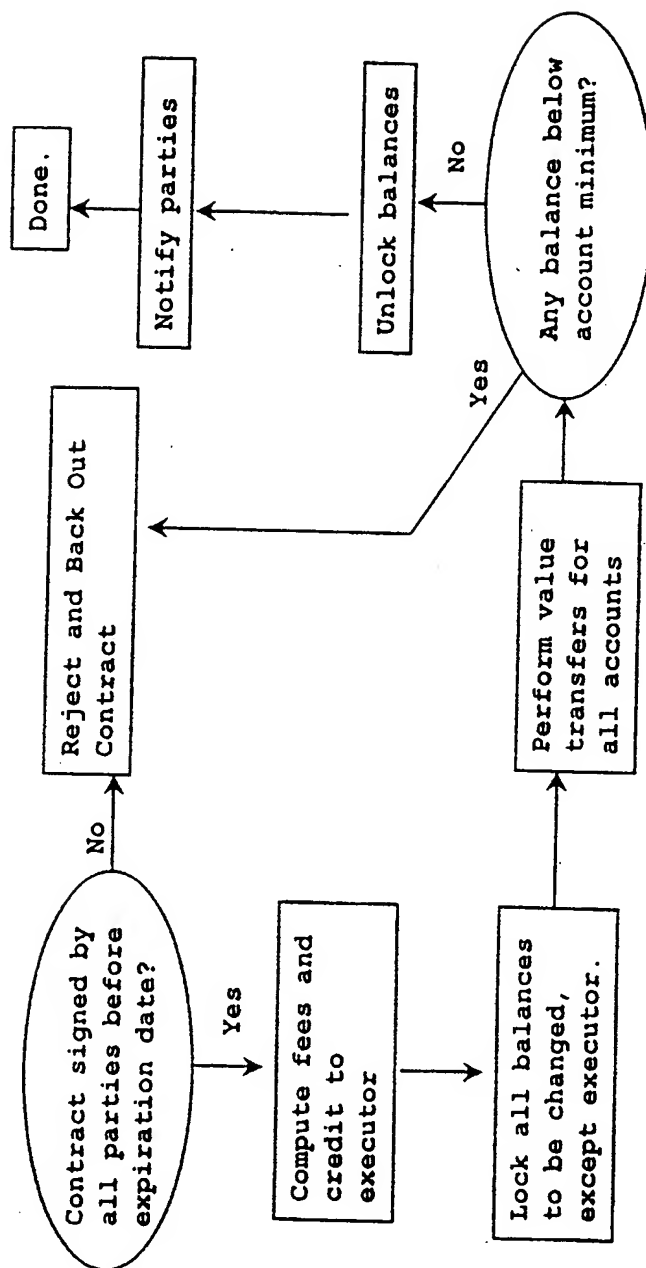 Contract signed by
all parties before
expiration date?
No
Reject and Back Out
Contract
Yes
Compute fees and
credit to
executor
Lock all balances
to be changed,
except executor.
Perform value
transfers for
all accounts
Any balance below
account minimum?
Yes
No
Unlock balances
Notify parties
Done.